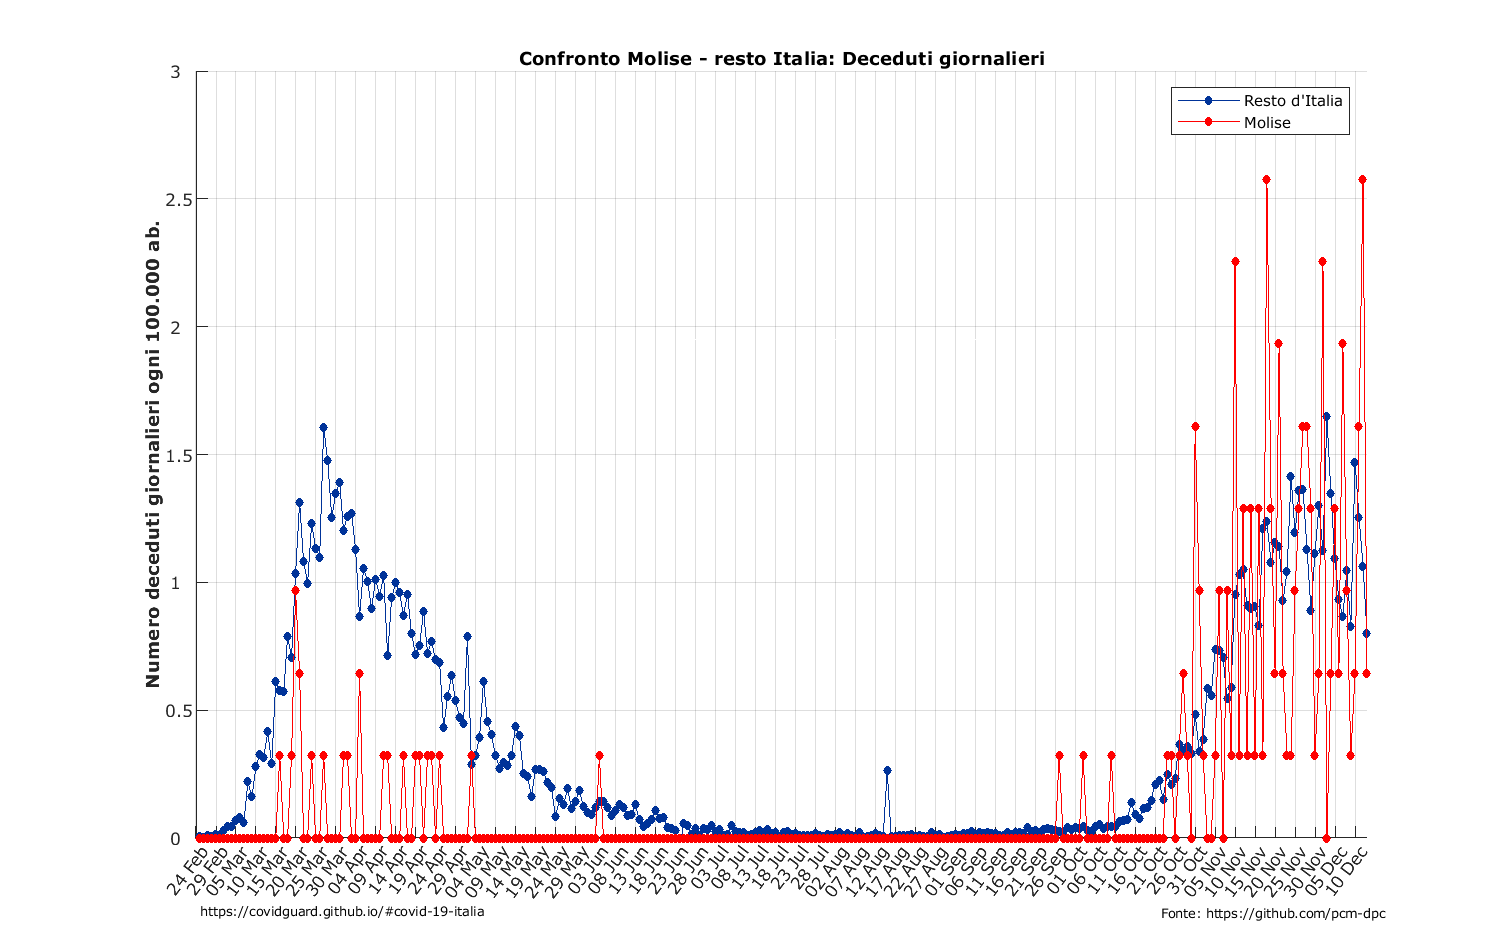 Confronto Molise - resto Italia: Deceduti giornalieri
Resto d'Italia
Molise
Numero deceduti giornalieri ogni 100.000 ab.
3
2.5
2
1.5
1
0.5
0
24 Feb
29 Feb
05 Mar
10 Mar
15 Mar
20 Mar
25 Mar
30 Mar
04 Apr
09 Apr
14 Apr
19 Apr
24 Apr
29 Apr
04 May
09 May
14 May
19 May
24 May
29 May
03 Jun
08 Jun
13 Jun
18 Jun
23 Jun
28 Jun
03 Jul
08 Jul
13 Jul
18 Jul
23 Jul
28 Jul
02 Aug
07 Aug
12 Aug
17 Aug
22 Aug
27 Aug
01 Sep
06 Sep
11 Sep
16 Sep
21 Sep
26 Sep
01 Oct
06 Oct
11 Oct
16 Oct
21 Oct
26 Oct
31 Oct
05 Nov
10 Nov
15 Nov
20 Nov
25 Nov
30 Nov
05 Dec
10 Dec
https://covidguard.github.io/#covid-19-italia
Fonte: https://github.com/pcm-dpc